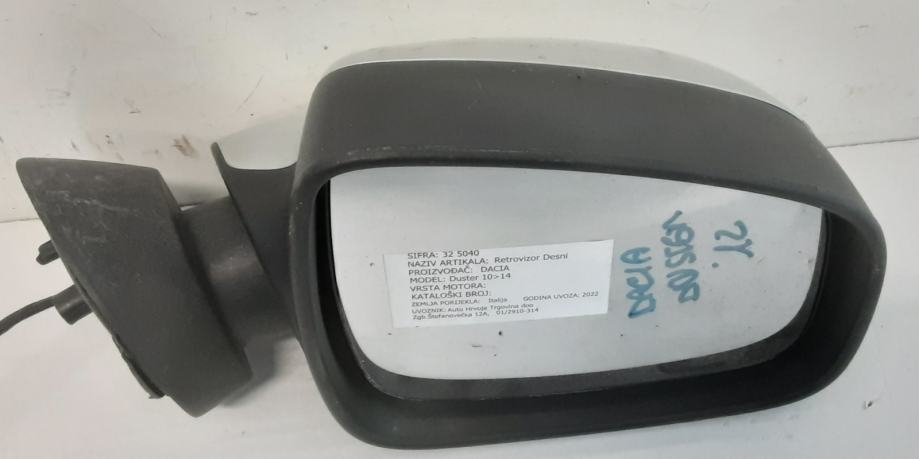 SIFRA: 32 5040
NAZIV ARTIKALA: Retrovizor Desni
PROIZVOĐAČ: DACIA
MODEL: Duster 10>14
VRSTA MOTORA:
KATALOŠKI BROJ:
ZEMLJA PORIJEKLA: Italija GODINA UVOZA: 2022
UVOZNIK: Auto Hrvoje Trgovina doo
Zgb.Štefanovečka 12A, 01/2910-314
DACIA
DUSTER
'12